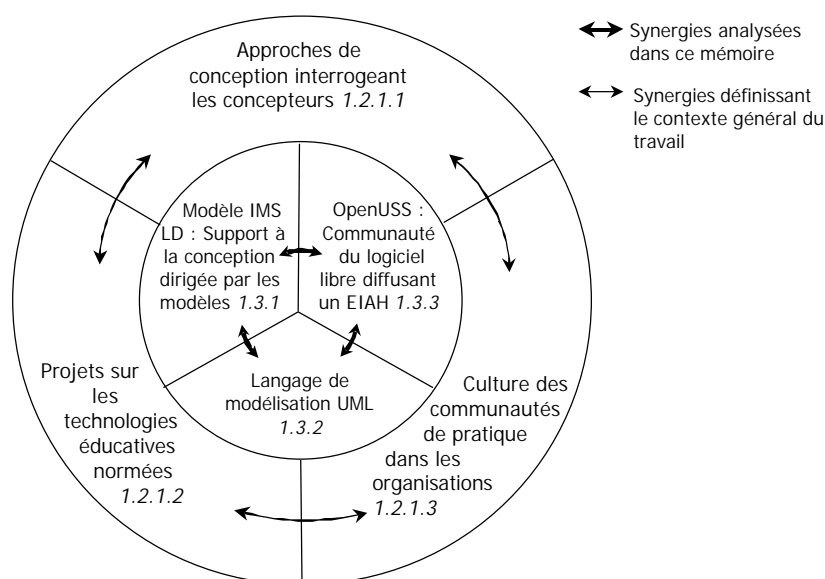 Approches de
conception interrogeant
les concepteurs 1.2.1.1
Synergies analysées
dans ce mémoire
Synergies définissant
le contexte général du
travail
Modèle IMS
LD : Support à
la conception
dirigée par les
modèles 1.3.1
OpenUSS :
Communauté
du logiciel
libre diffusant
un EIAH 1.3.3
Langage de
modélisation UML
1.3.2
Projets sur
les
technologies
éducatives
normées
1.2.1.2
Culture des
communautés
de pratique
dans les
organisations
1.2.1.3